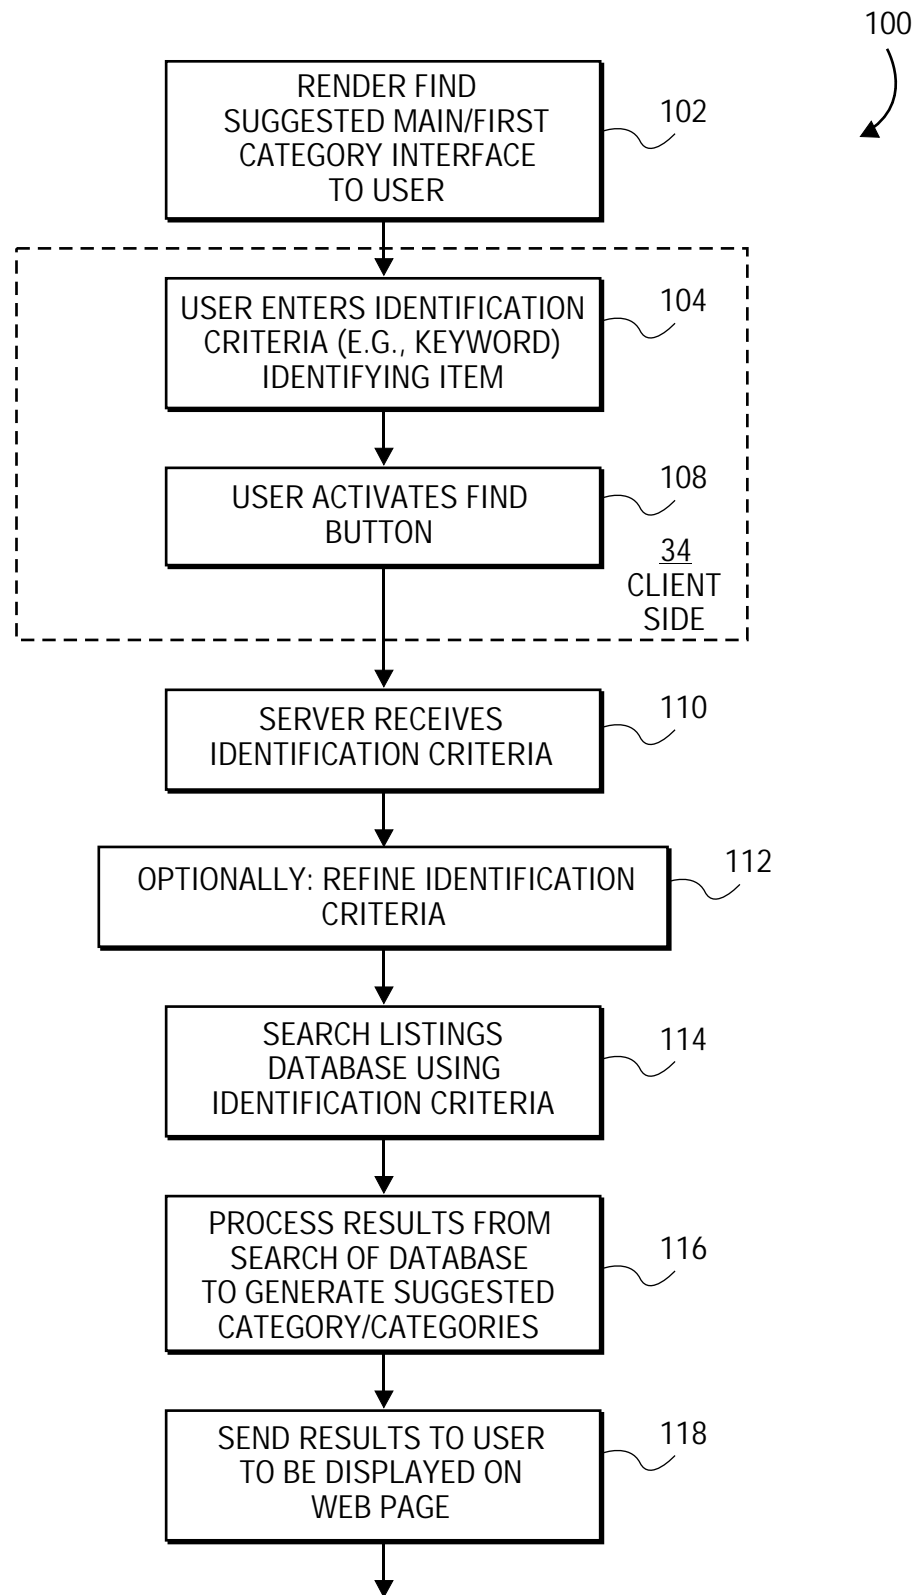 100
RENDER FIND
SUGGESTED MAIN/FIRST
CATEGORY INTERFACE
TO USER
102
USER ENTERS IDENTIFICATION
CRITERIA (E.G., KEYWORD)
IDENTIFYING ITEM
104
USER ACTIVATES FIND
BUTTON
108
34
CLIENT
SIDE
SERVER RECEIVES
IDENTIFICATION CRITERIA
110
OPTIONALLY: REFINE IDENTIFICATION
CRITERIA
112
SEARCH LISTINGS
DATABASE USING
IDENTIFICATION CRITERIA
114
PROCESS RESULTS FROM
SEARCH OF DATABASE
TO GENERATE SUGGESTED
CATEGORY/CATEGORIES
116
SEND RESULTS TO USER
TO BE DISPLAYED ON
WEB PAGE
118